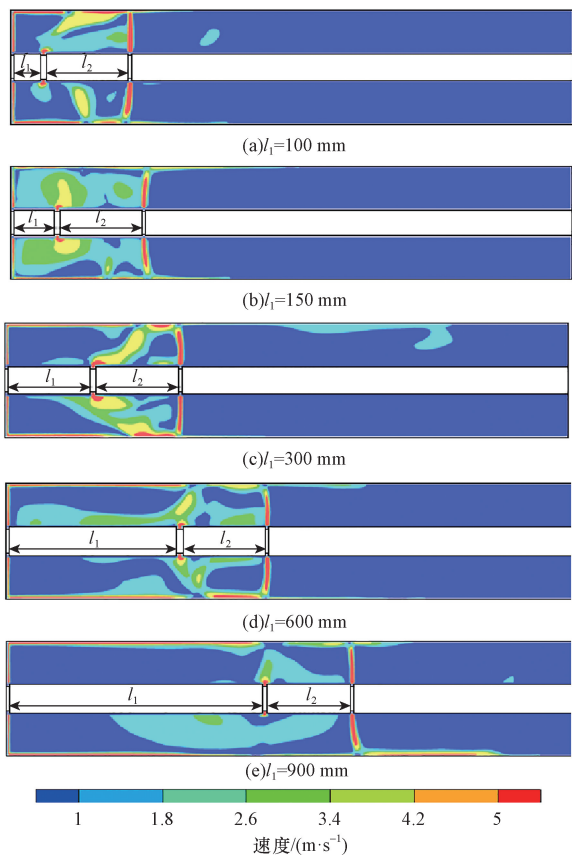 l₁ l₂
(a)l₁=100 mm
l₁ l₂
(b)l₁=150 mm
l₁ l₂
(c)l₁=300 mm
l₁ l₂
(d)l₁=600 mm
l₁ l₂
(e)l₁=900 mm
1 1.8 2.6 3.4 4.2 5
速度/(m·s⁻¹)